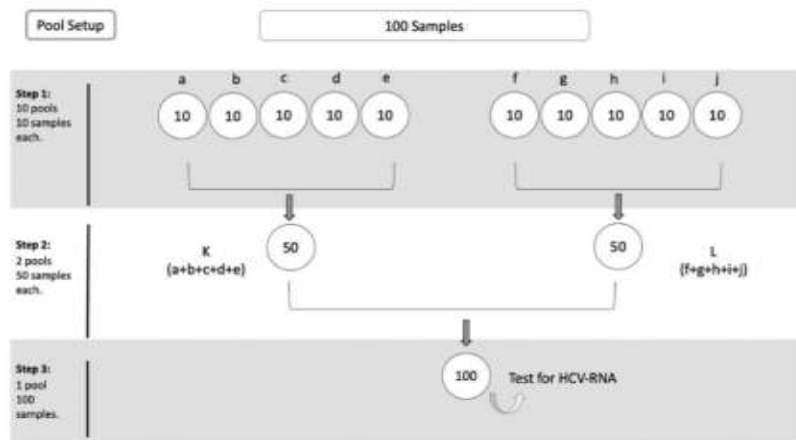 Pool Setup
100 Samples
a b c d e f g h i j
Step 1:
10 pools
10 samples
each.
10 10 10 10 10 10 10 10 10 10
Step 2:
2 pools
50 samples
each.
K
(a+b+c+d+e)
50
50
L
(f+g+h+i+j)
Step 3:
1 pool
100
samples.
100
Test for HCV-RNA